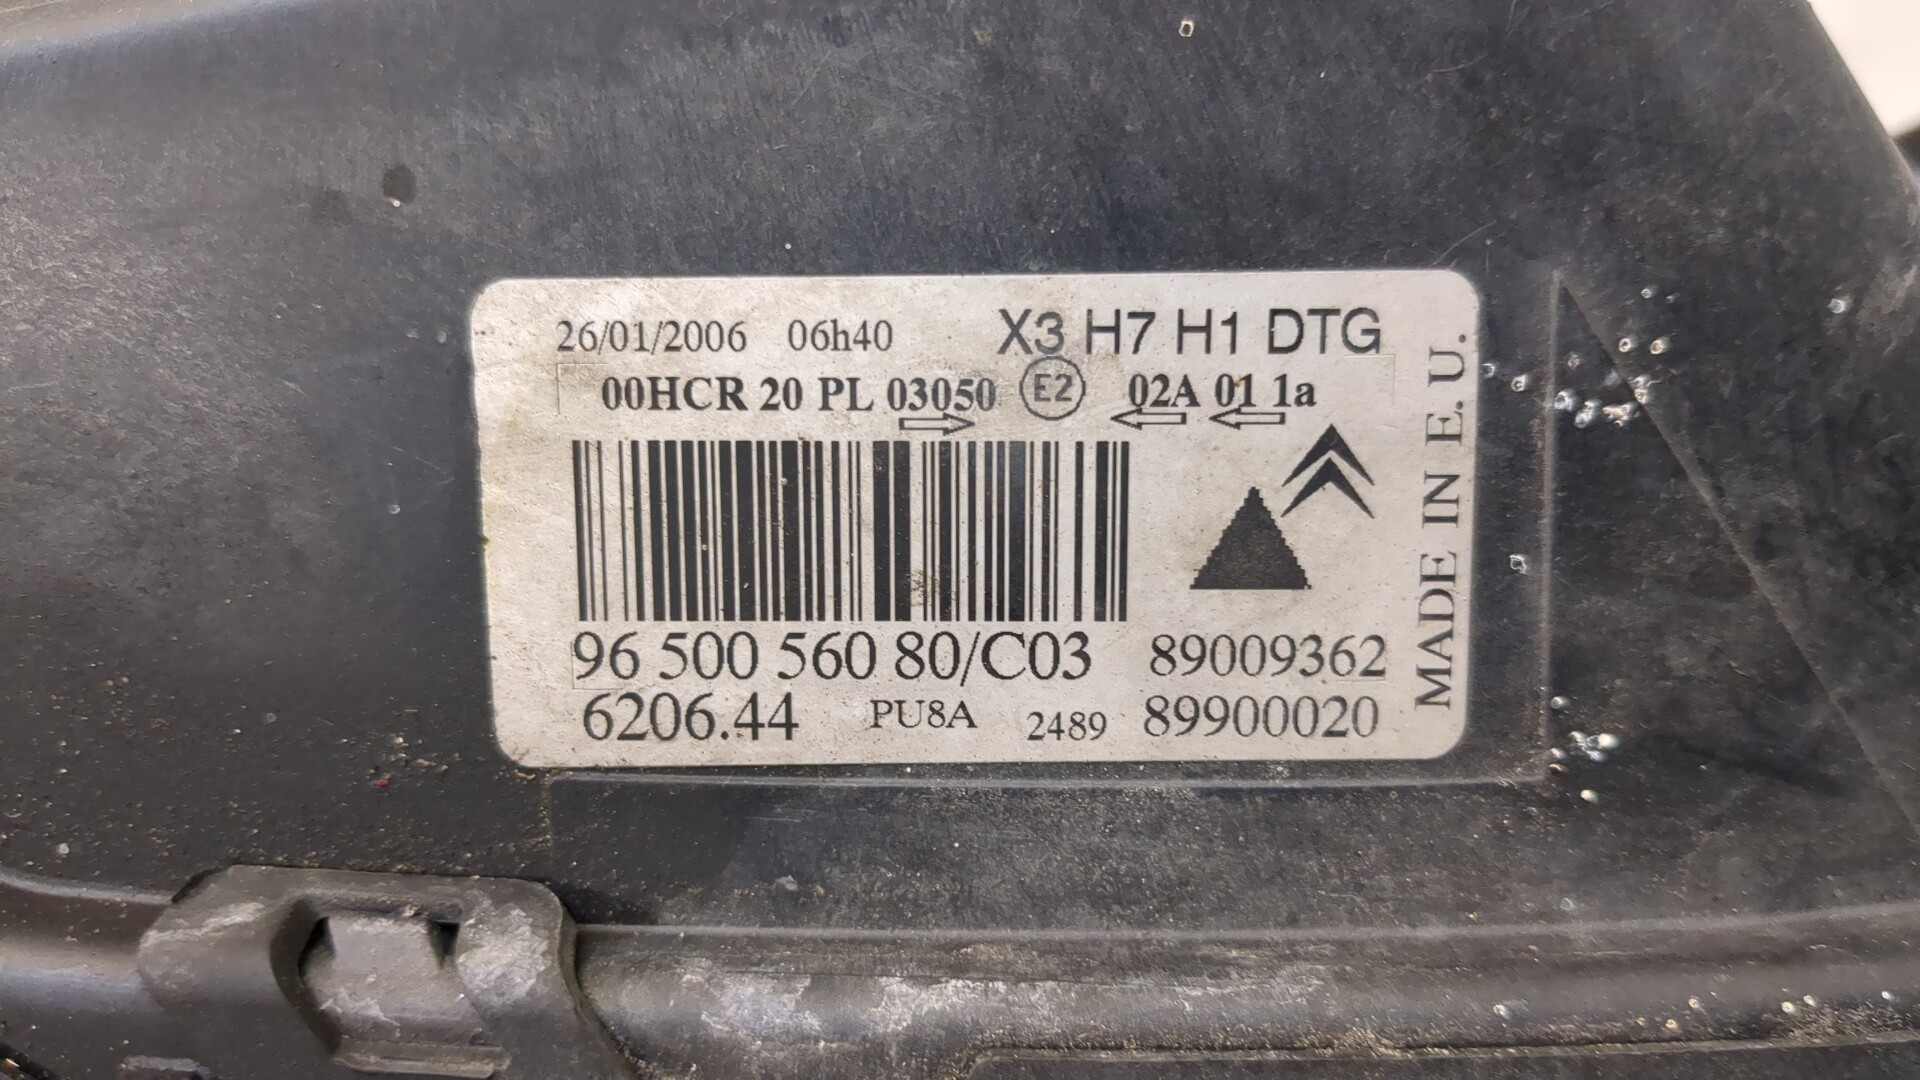 26/01/2006 06h40 X3 H7 H1 DTG
00HCR 20 PL 03050 E2 02A 01 1a
96 500 560 80/C03 89009362
6206.44 PU8A 2489 89900020
MADE IN E. U.